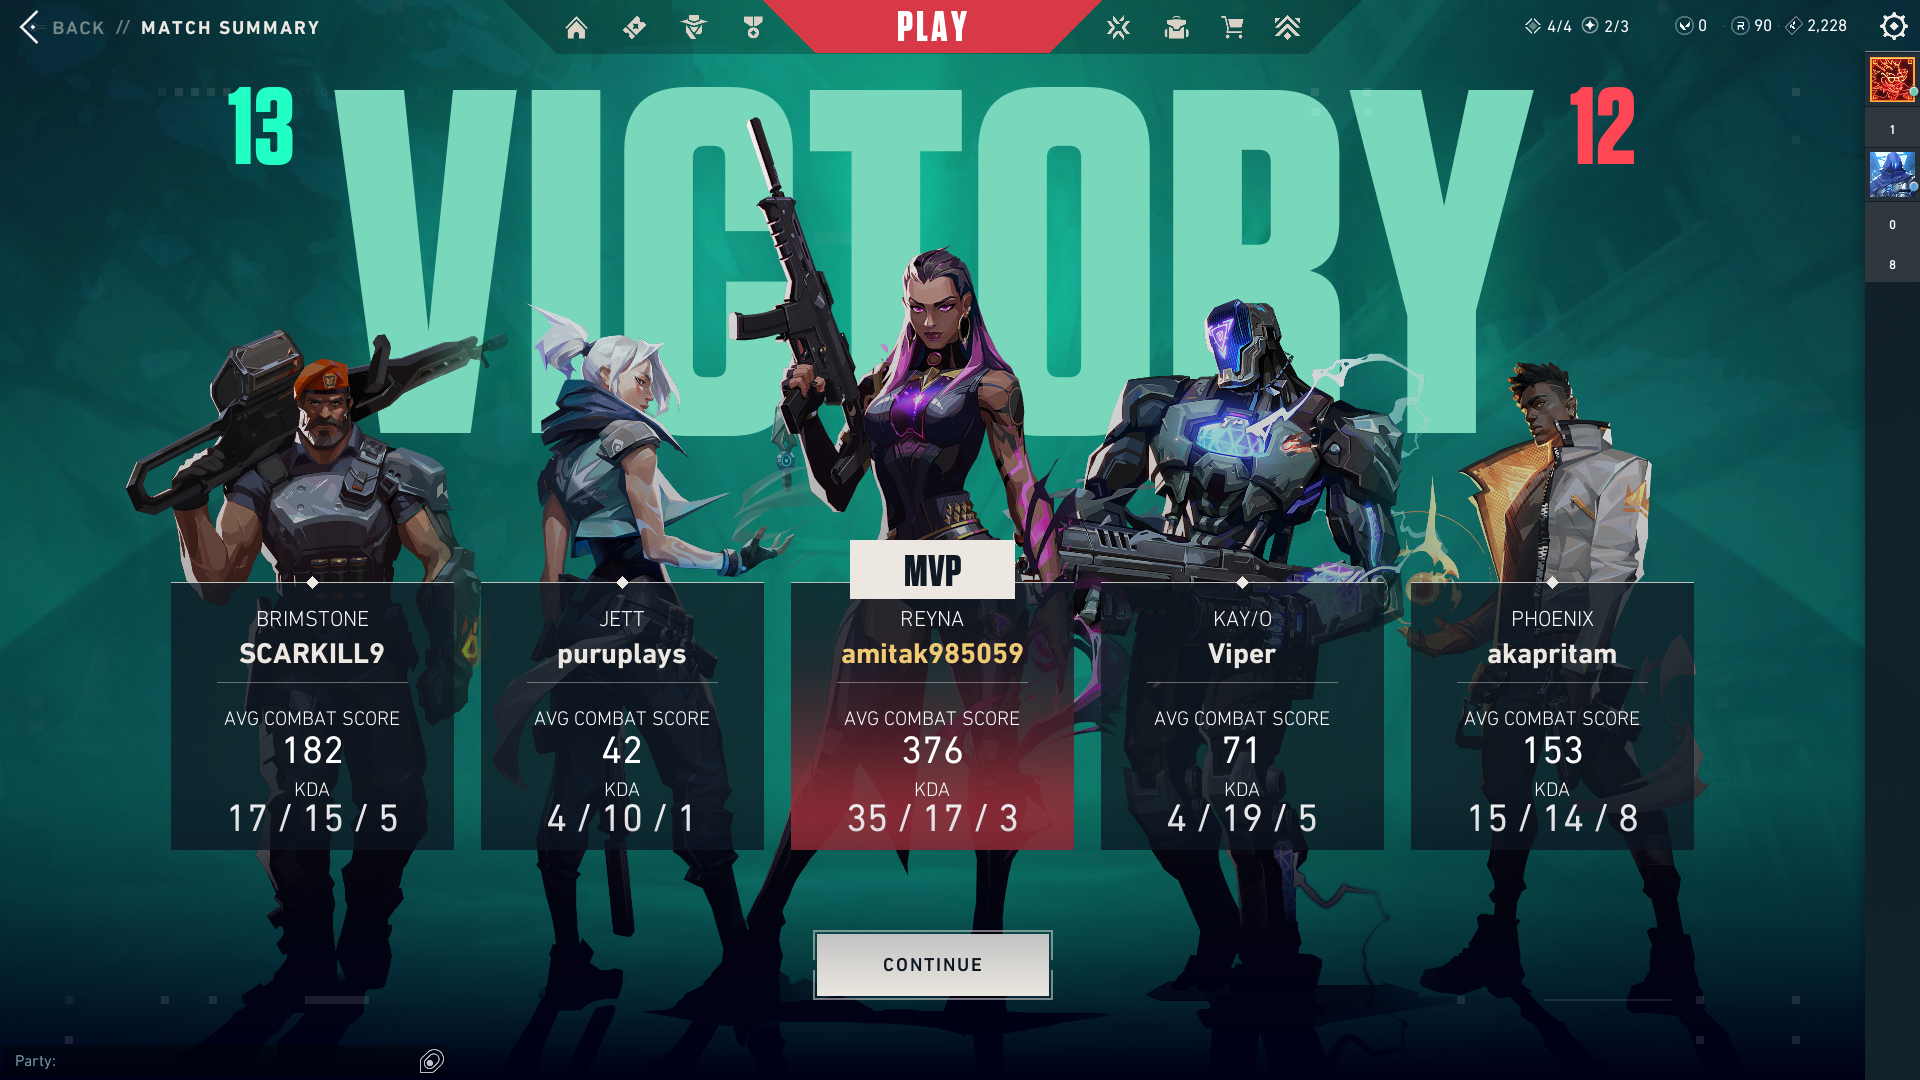 BACK // MATCH SUMMARY
PLAY
4/4 2/3 0 90 2,228
13
VICTORY
12
1
0
8
MVP
BRIMSTONE
SCARKILL9
AVG COMBAT SCORE
182
KDA
17 / 15 / 5
JETT
puruplays
AVG COMBAT SCORE
42
KDA
4 / 10 / 1
REYNA
amitak985059
AVG COMBAT SCORE
376
KDA
35 / 17 / 3
KAY/O
Viper
AVG COMBAT SCORE
71
KDA
4 / 19 / 5
PHOENIX
akapritam
AVG COMBAT SCORE
153
KDA
15 / 14 / 8
CONTINUE
Party: